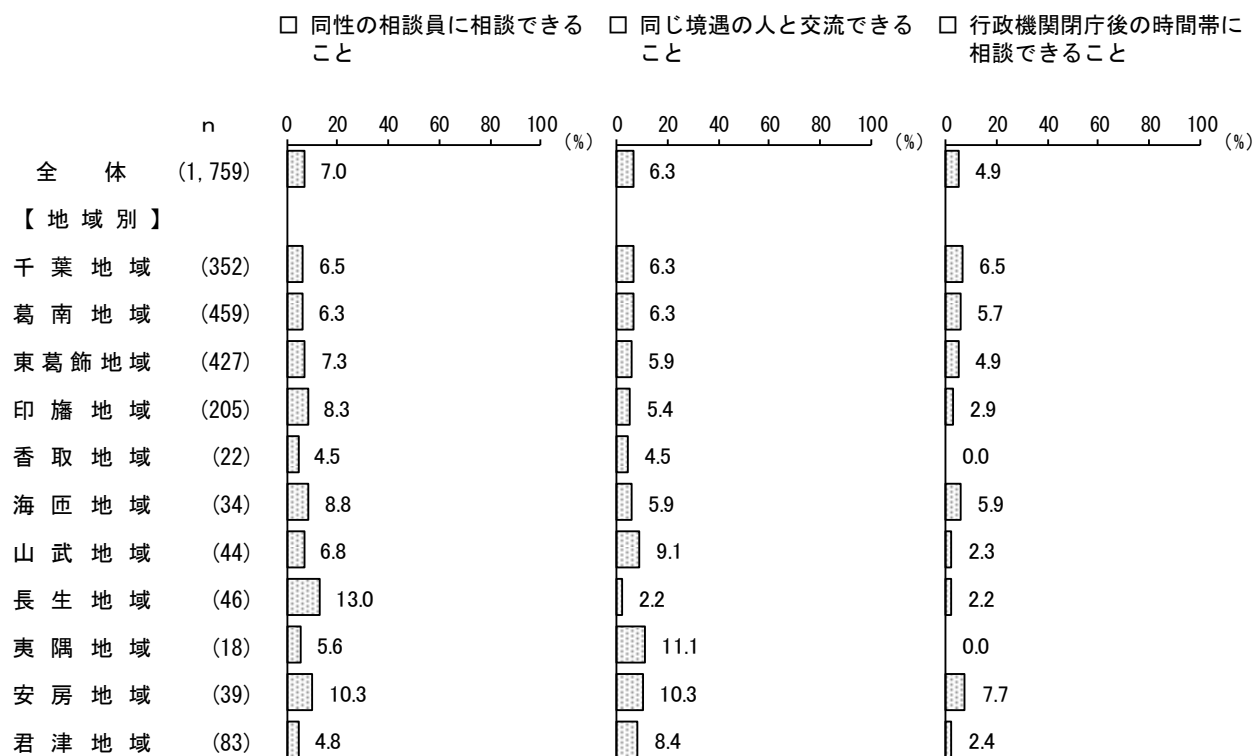 □ 同性の相談員に相談できる
こと
□ 同じ境遇の人と交流できる
こと
□ 行政機関閉庁後の時間帯に
相談できること
n 0 20 40 60 80 100 (%) 0 20 40 60 80 100 (%) 0 20 40 60 80 100 (%)
全体 (1,759) 7.0 6.3 4.9
【地域別】
千葉地域 (352) 6.5 6.3 6.5
葛南地域 (459) 6.3 6.3 5.7
東葛飾地域 (427) 7.3 5.9 4.9
印旛地域 (205) 8.3 5.4 2.9
香取地域 (22) 4.5 4.5 0.0
海匝地域 (34) 8.8 5.9 5.9
山武地域 (44) 6.8 9.1 2.3
長生地域 (46) 13.0 2.2 2.2
夷隅地域 (18) 5.6 11.1 0.0
安房地域 (39) 10.3 10.3 7.7
君津地域 (83) 4.8 8.4 2.4